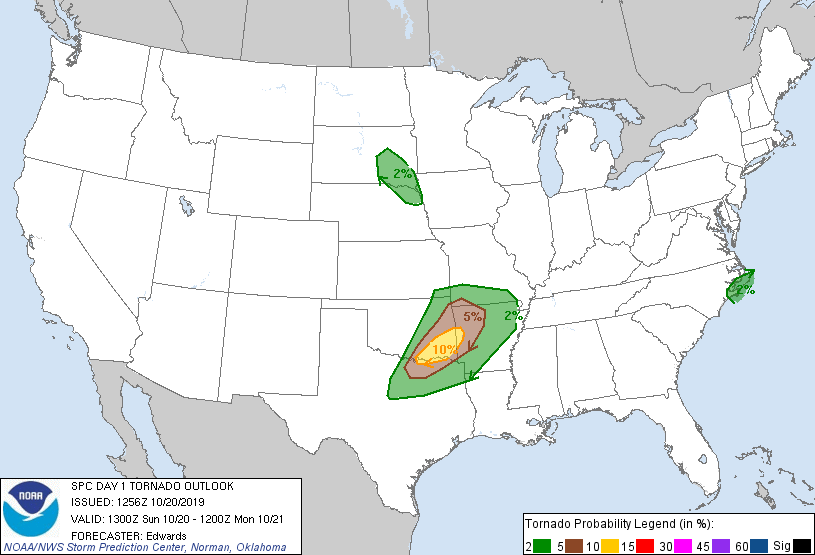 2%
2%
5%
2%
10%
NOAA
SPC DAY 1 TORNADO OUTLOOK
ISSUED: 1256Z 10/20/2019
VALID: 1300Z Sun 10/20 - 1200Z Mon 10/21
FORECASTER: Edwards
NOAA/NWS Storm Prediction Center, Norman, Oklahoma
Tornado Probability Legend (in %):
2 5 10 15 30 45 60 Sig